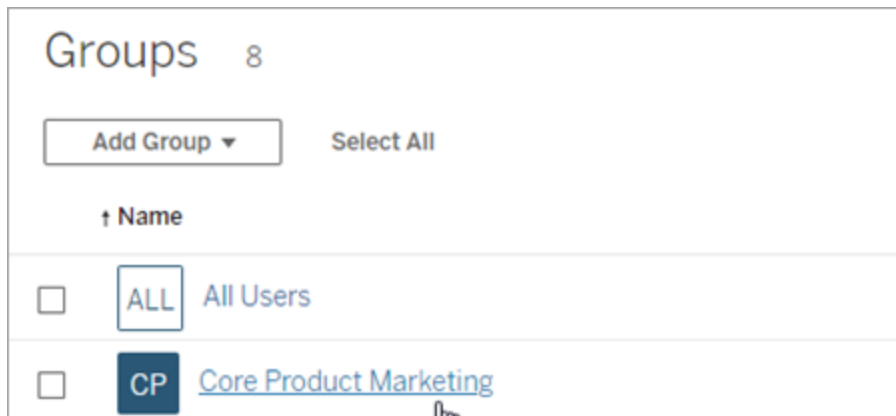 Groups 8
Add Group Select All
↑ Name
ALL All Users
CP Core Product Marketing